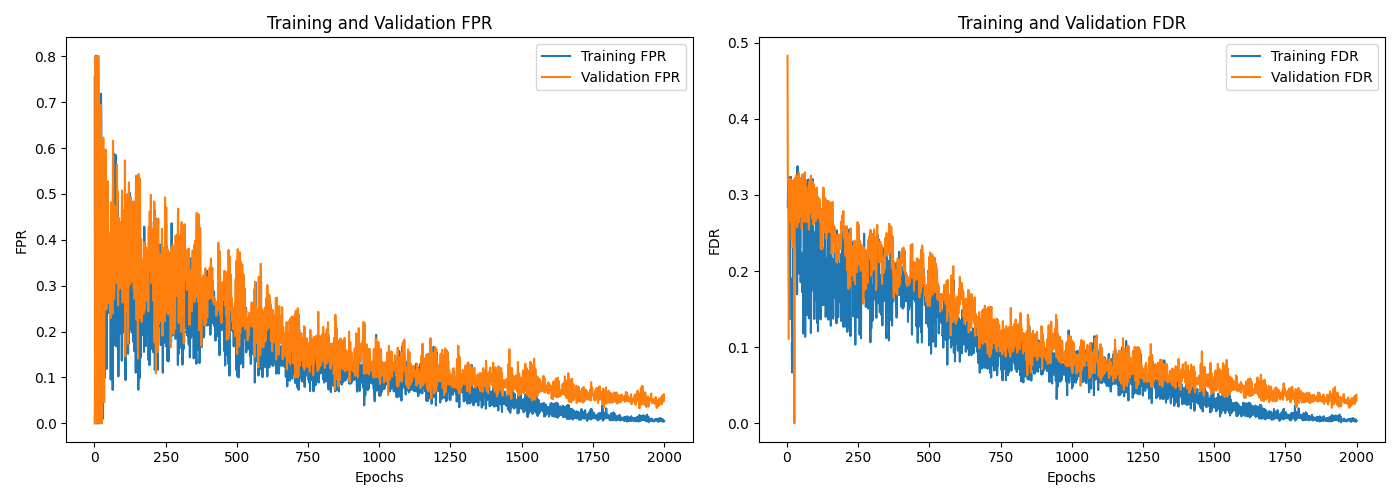 Training and Validation FPR
Training FPR
Validation FPR
FPR
0.8
0.7
0.6
0.5
0.4
0.3
0.2
0.1
0.0
0 250 500 750 1000 1250 1500 1750 2000
Epochs
Training and Validation FDR
Training FDR
Validation FDR
FDR
0.5
0.4
0.3
0.2
0.1
0.0
0 250 500 750 1000 1250 1500 1750 2000
Epochs